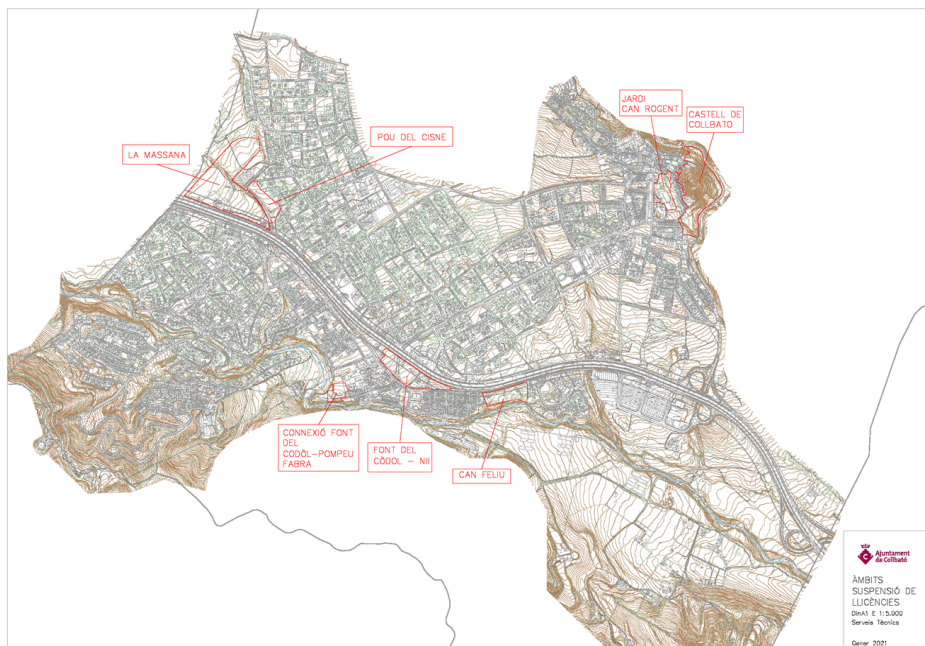 JARDI
CAN ROGENT
CASTELL DE
COLLBATO
POU DEL CISNE
LA MASSANA
CONNEXIÓ FONT
DEL
CODÒL-POMPEU
FABRA
FONT DEL
CÒDOL - NII
CAN FELIU
Ajuntament
de Collbató
ÀMBITS
SUSPENSIÓ DE
LLICÈNCIES
DinA1 E 1:5.000
Serveis Tècnics
Gener 2021